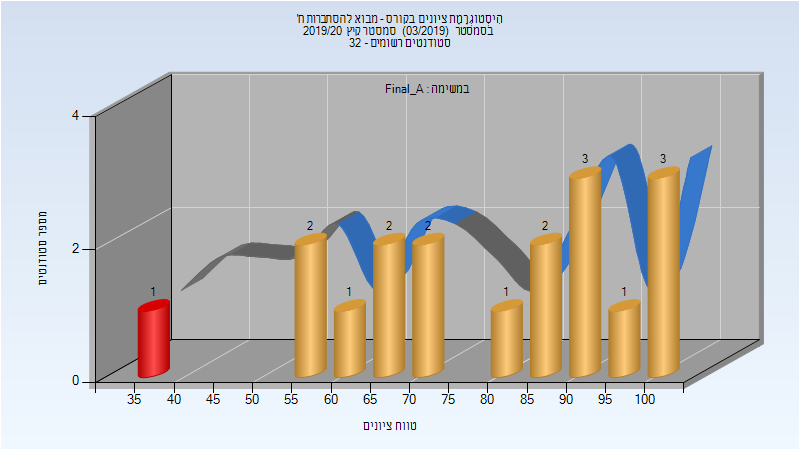 היסטוגרמת ציונים בקורס - מבוא להסתברות ח'
בסמסטר (03/2019) סמסטר קיץ 2019/20
סטודנטים רשומים - 32
במשימה : Final_A
מספר סטודנטים
4
2
0
1
2
1
2
2
1
2
3
1
3
35 40 45 50 55 60 65 70 75 80 85 90 95 100
טווח ציונים